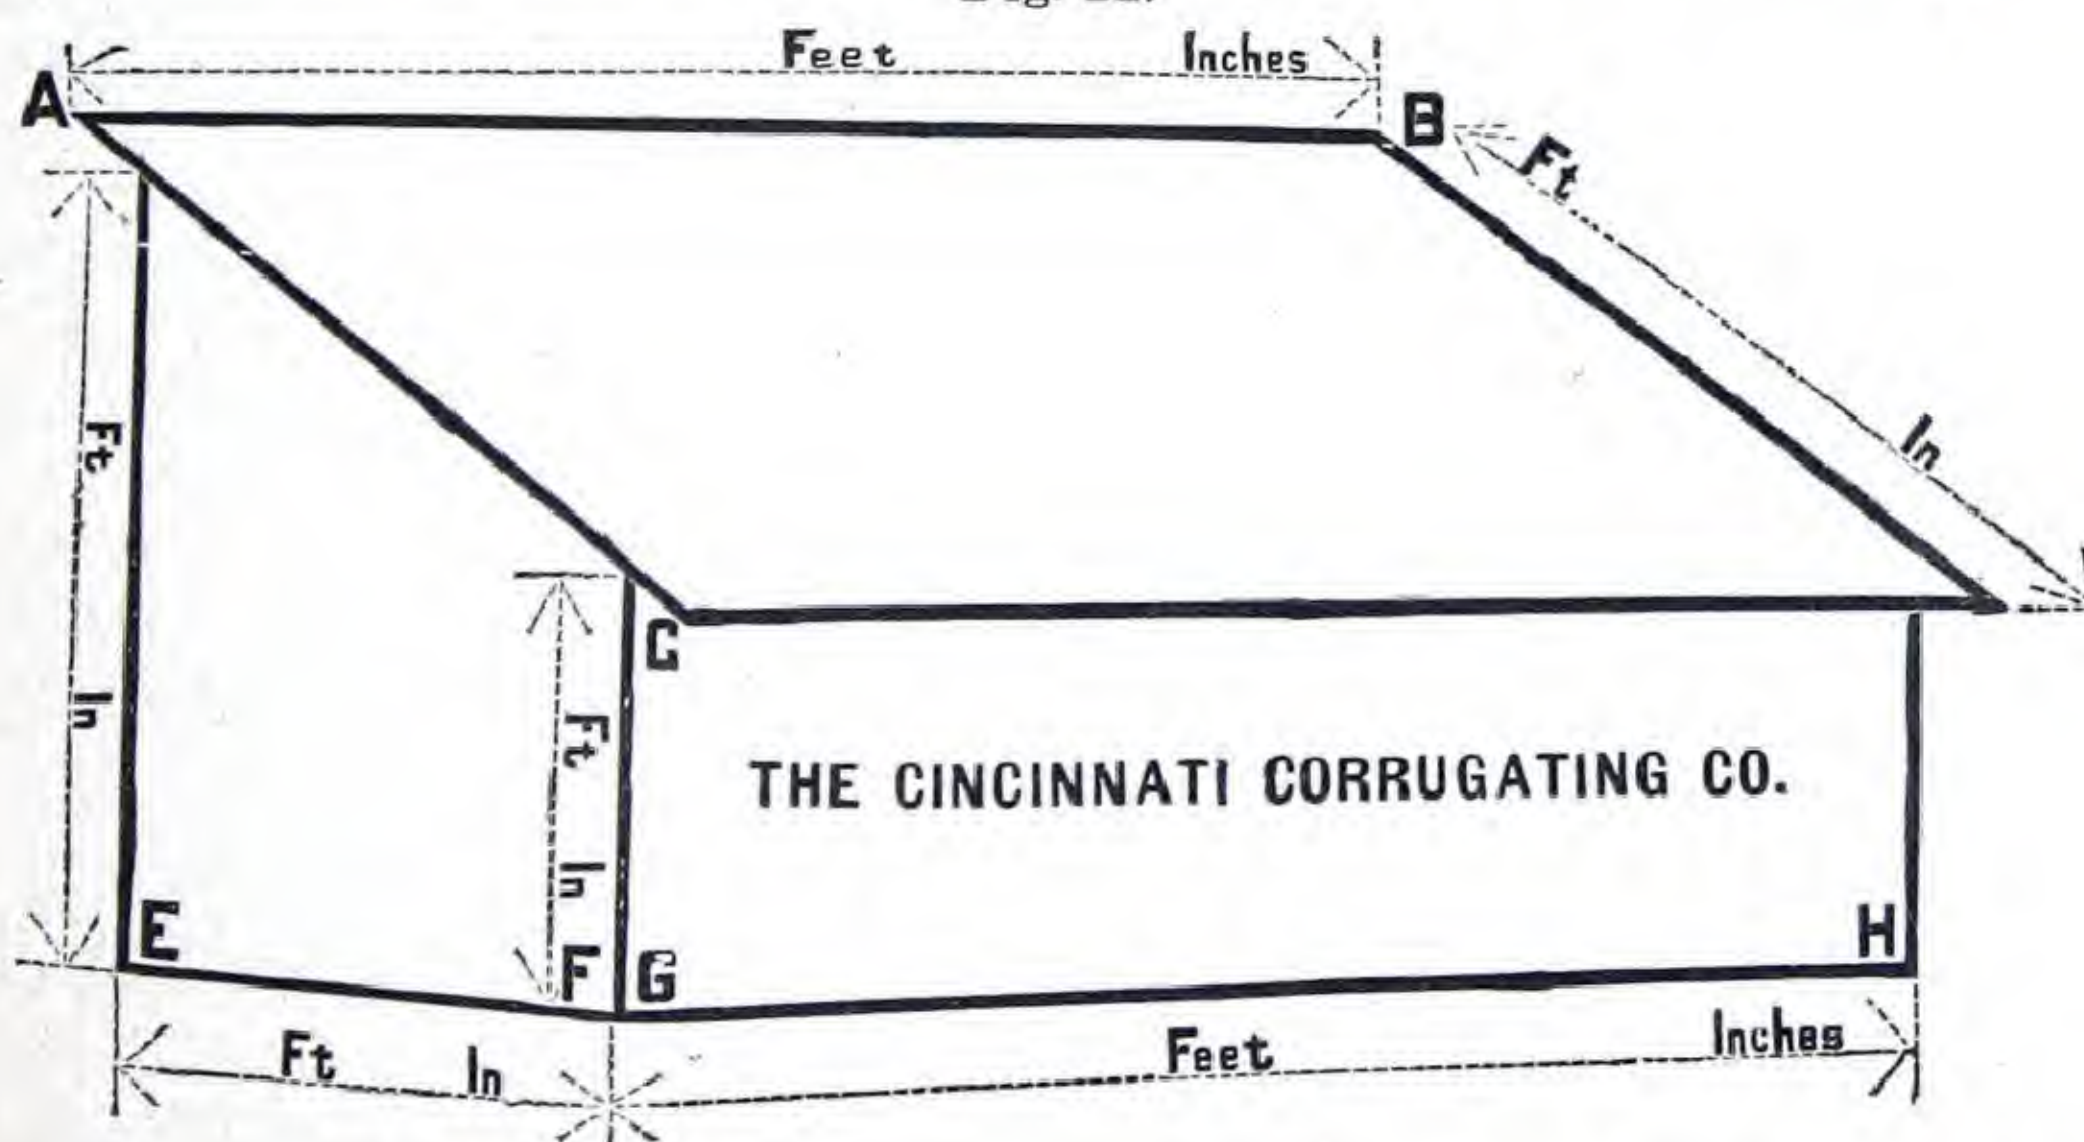 Feet Inches
A
B
Ft
In
Ft
In
C
Ft
In
THE CINCINNATI CORRUGATING CO.
E
F G
H
Ft In
Feet Inches